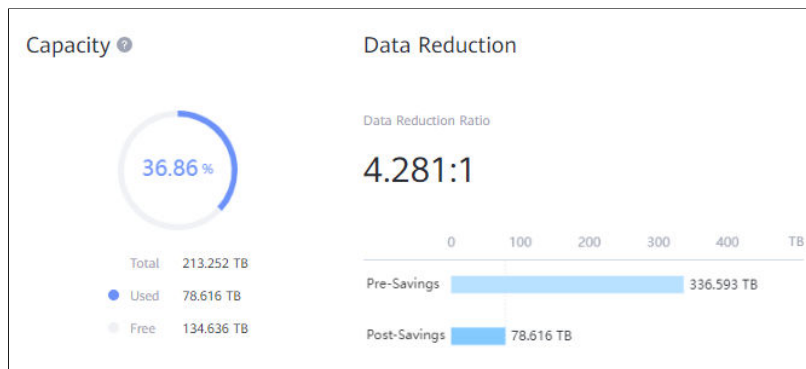 Capacity ?
36.86 %
Total 213.252 TB
Used 78.616 TB
Free 134.636 TB
Data Reduction
Data Reduction Ratio
4.281:1
0 100 200 300 400 TB
Pre-Savings 336.593 TB
Post-Savings 78.616 TB